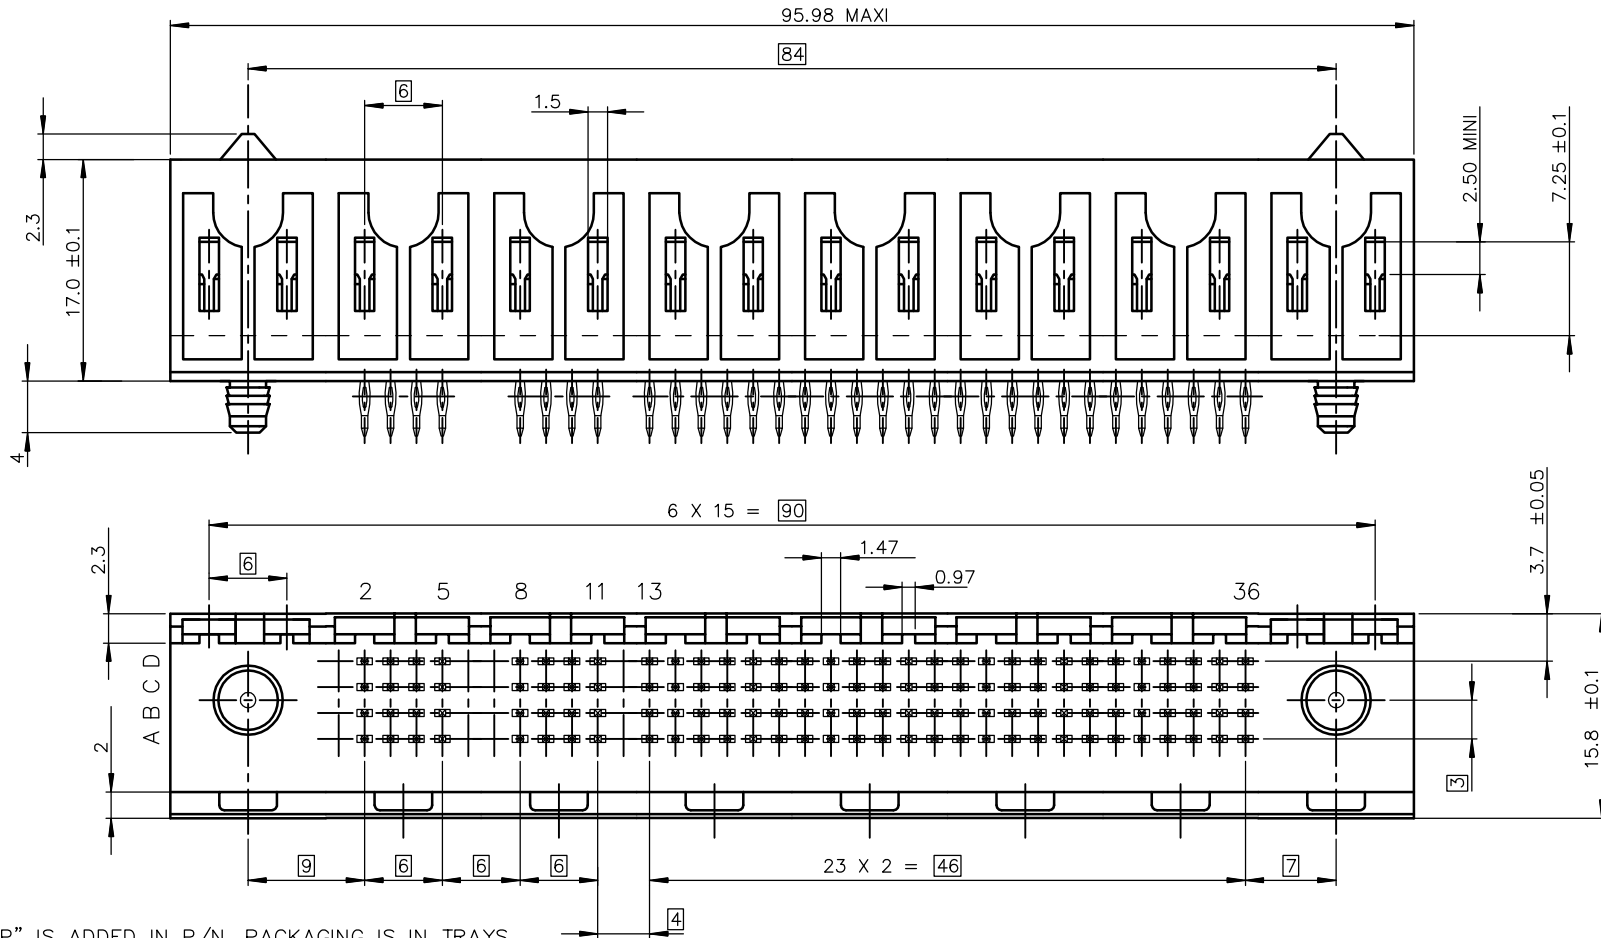 95.98 MAXI
84
6
1.5
2.3
17.0 ±0.1
4
2.50 MINI
7.25 ±0.1
6 X 15 = 90
2.3
6
2 5 8 11 13 36
1.47
0.97
3.7 ±0.05
A B C D
2
15.8 ±0.1
3
9 6 6 6 23 X 2 = 46 7
4
P" IS ADDED IN P/N, PACKAGING IS IN TRAYS